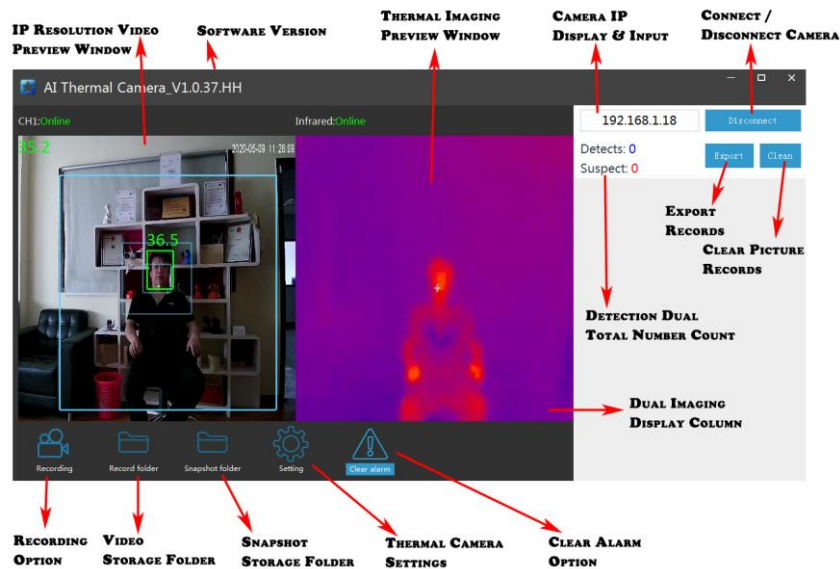 IP Resolution Video
Preview Window
Software Version
Thermal Imaging
Preview Window
Camera IP
Display & Input
Connect /
Disconnect Camera
AI Thermal Camera_V1.0.37.HH
CH1:Online
Infrared:Online
192.168.1.18
Disconnect
35.2
2020-05-09 11:26:09
Detects: 0
Suspect: 0
Export
Clean
36.5
Export
Records
Clear Picture
Records
Detection Dual
Total Number Count
Dual Imaging
Display Column
Recording
Record folder
Snapshot folder
Setting
Clear alarm
Recording
Option
Video
Storage Folder
Snapshot
Storage Folder
Thermal Camera
Settings
Clear Alarm
Option